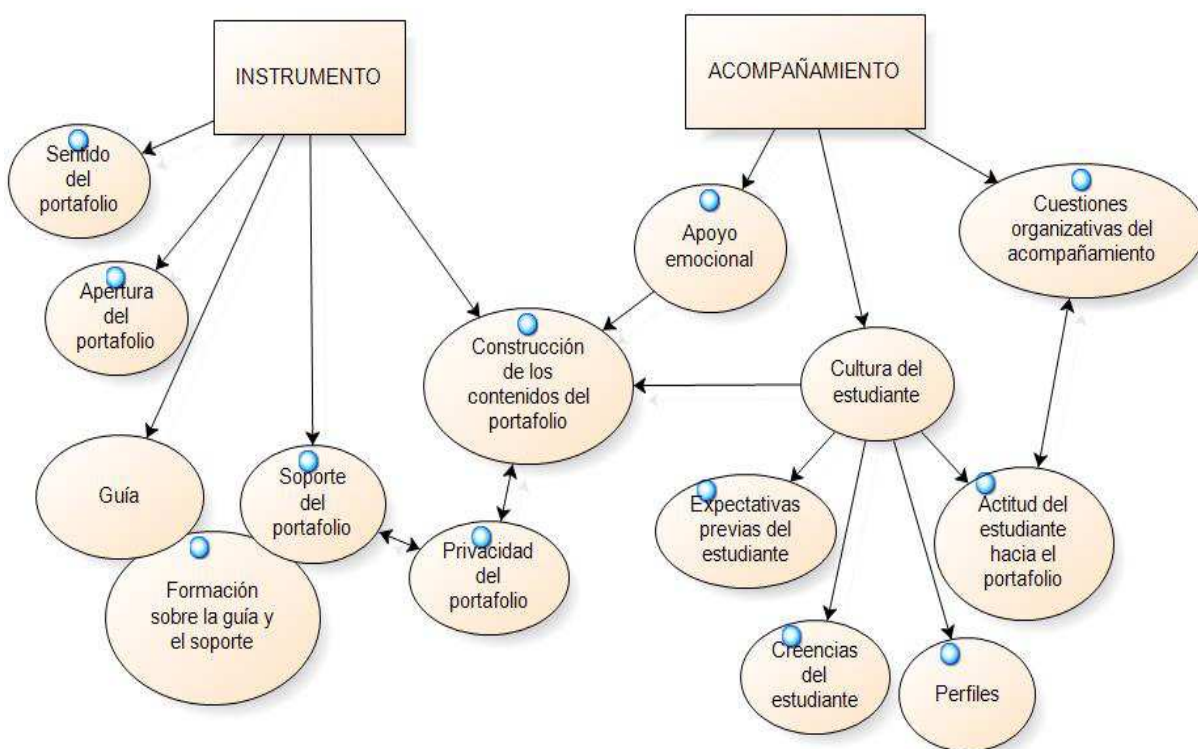 INSTRUMENTO
ACOMPAÑAMIENTO
Sentido
del
portafolio
Apertura
del
portafolio
Guía
Formación
sobre la guía y
el soporte
Soporte
del
portafolio
Privacidad
del
portafolio
Construcción
de los
contenidos del
portafolio
Apoyo
emocional
Cuestiones
organizativas del
acompañamiento
Cultura del
estudiante
Expectativas
previas del
estudiante
Creencias
del
estudiante
Perfiles
Actitud del
estudiante
hacia el
portafolio